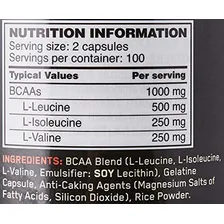 NUTRITION INFORMATION
Serving size: 2 capsules
Servings per container: 100
Typical Values Per serving
BCAAs 1000 mg
L-Leucine 500 mg
L-Isoleucine 250 mg
L-Valine 250 mg
INGREDIENTS: BCAA Blend (L-Leucine, L-Isoleucine,
L-Valine, Emulsifier: SOY Lecithin), Gelatine
Capsule, Anti-Caking Agents (Magnesium Salts of
Fatty Acids, Silicon Dioxide), Rice Powder.